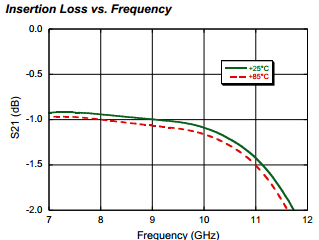 Insertion Loss vs. Frequency
0.0
-0.5
-1.0
-1.5
-2.0
S21 (dB)
+25°C
+85°C
7 8 9 10 11 12
Frequency (GHz)